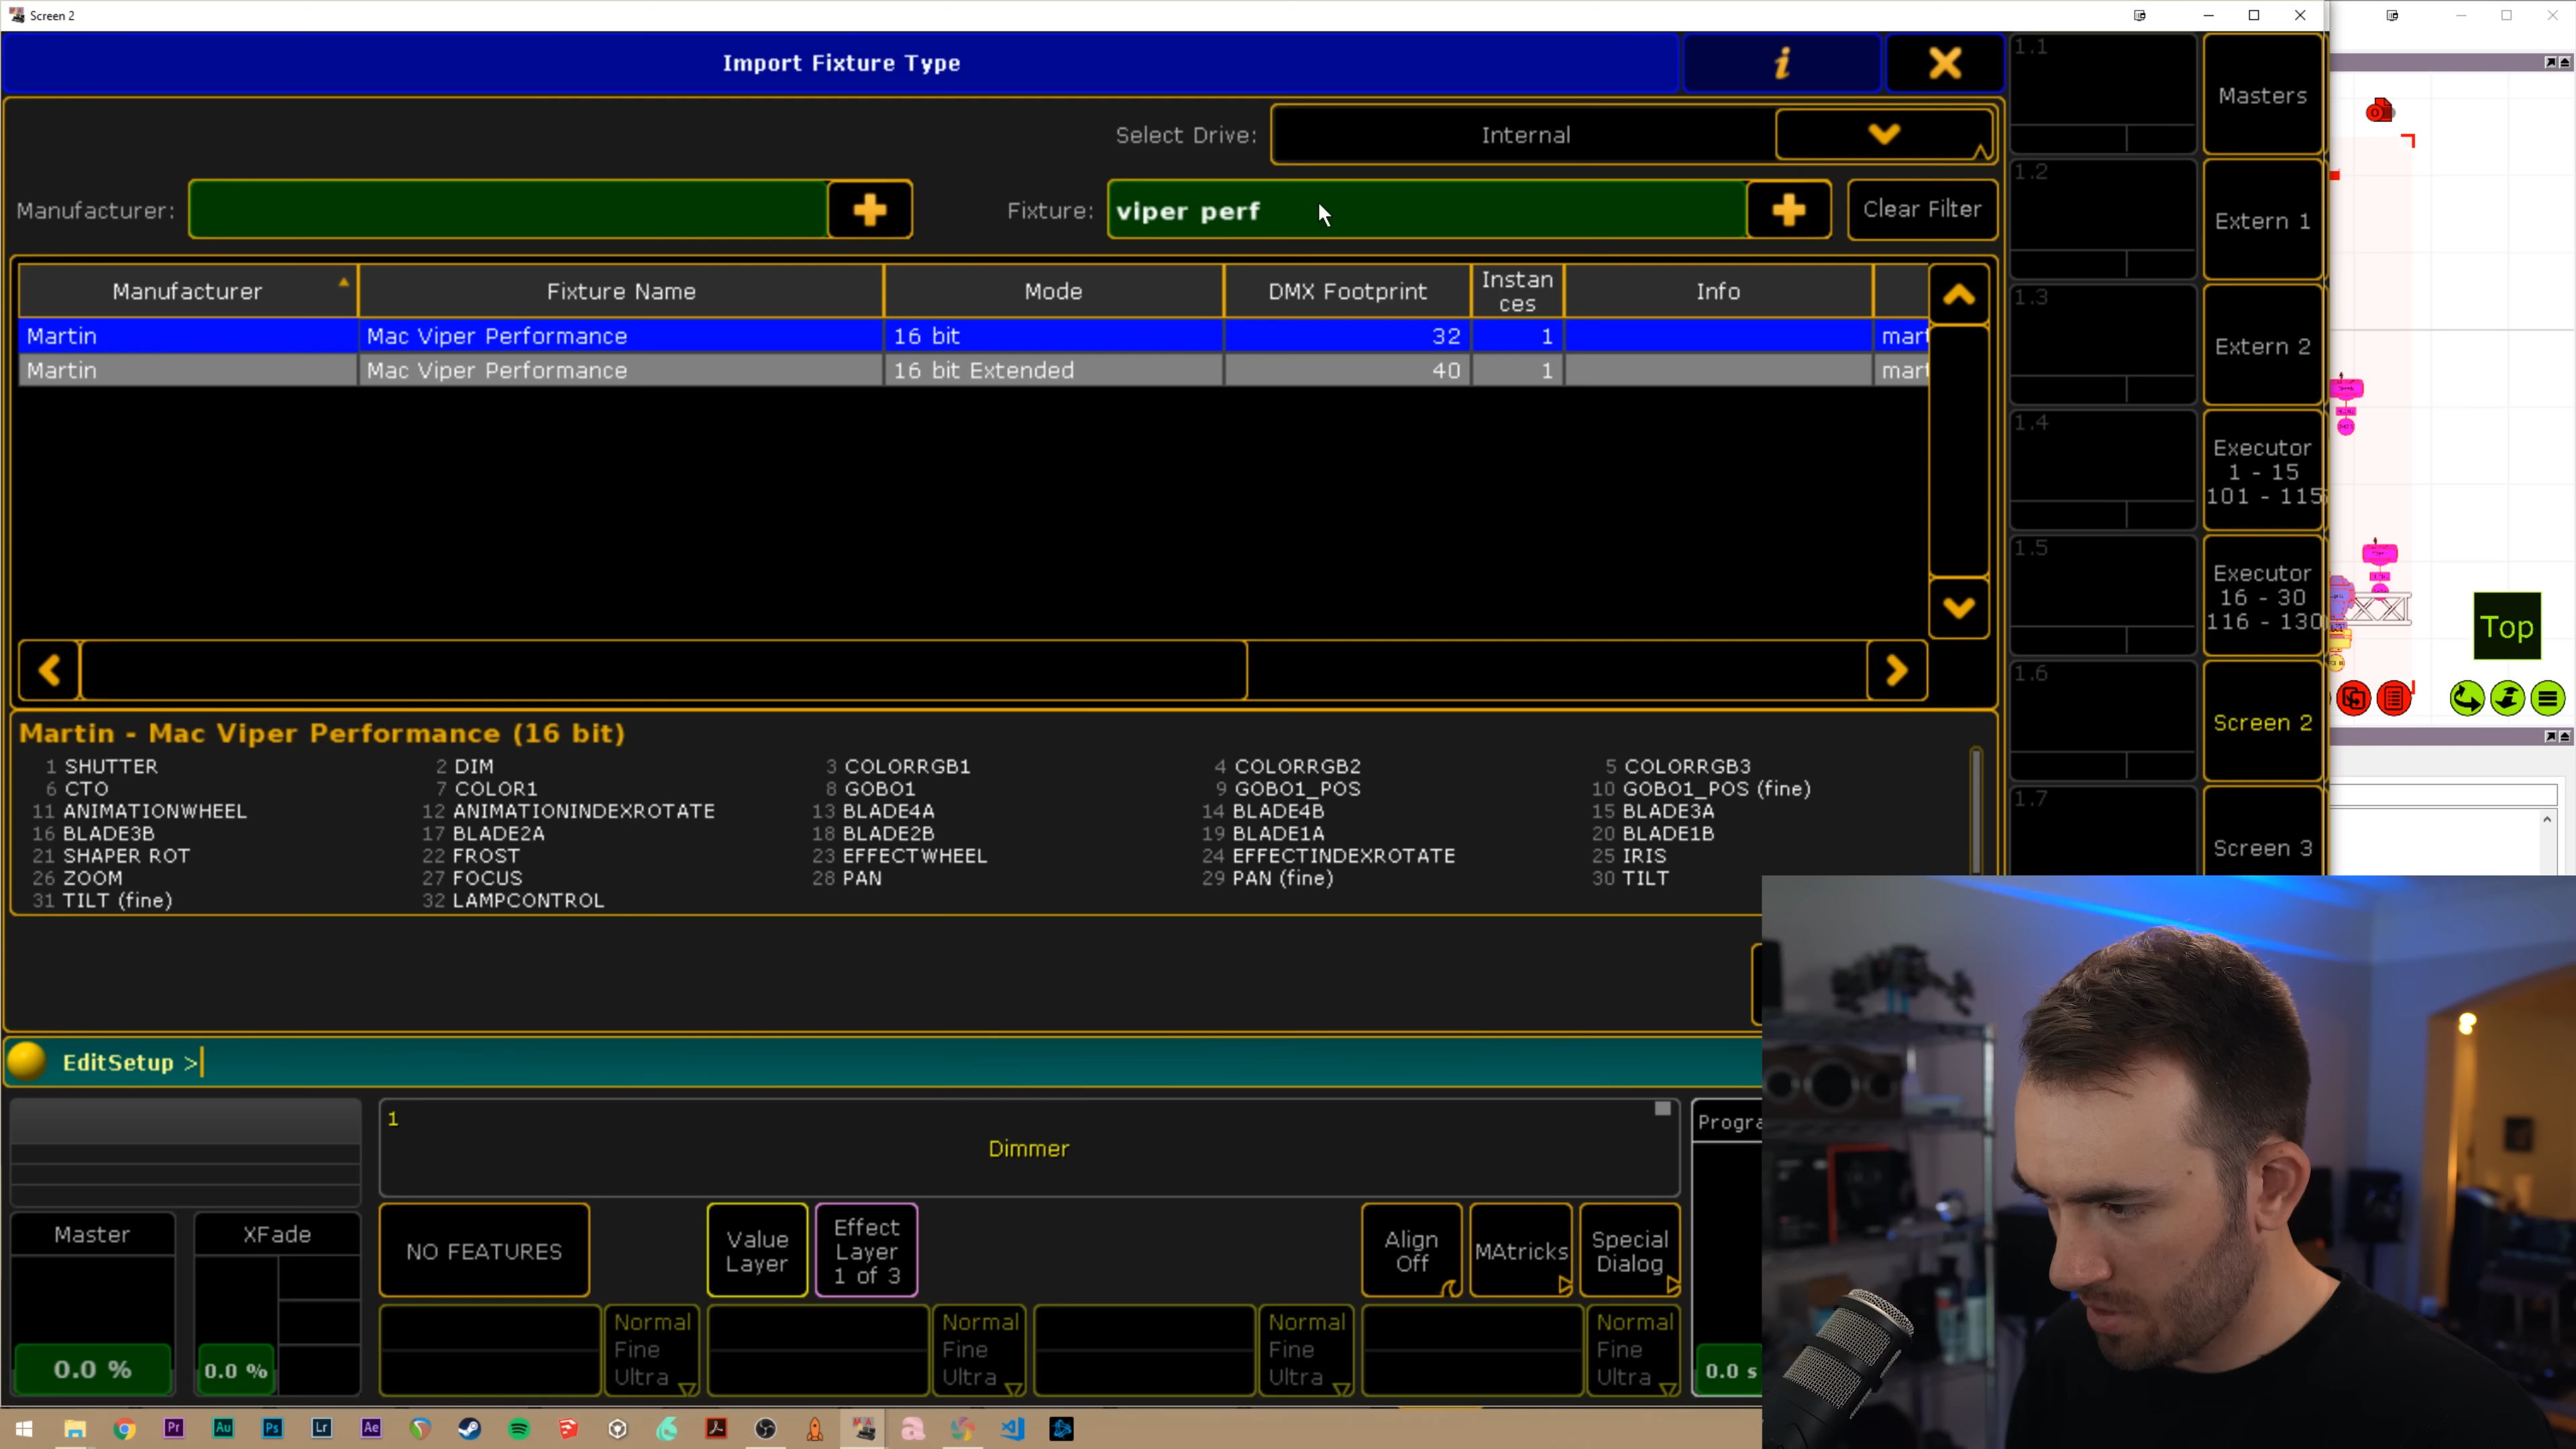 Screen 2
Import Fixture Type
i
Select Drive: Internal
Manufacturer:
Fixture: viper perf
Clear Filter
Manufacturer Fixture Name Mode DMX Footprint Instan
ces Info
Martin Mac Viper Performance 16 bit 32 1 mart
Martin Mac Viper Performance 16 bit Extended 40 1 mart
Martin - Mac Viper Performance (16 bit)
1 SHUTTER 2 DIM 3 COLORRGB1 4 COLORRGB2 5 COLORRGB3
6 CTO 7 COLOR1 8 GOBO1 9 GOBO1_POS 10 GOBO1_POS (fine)
11 ANIMATIONWHEEL 12 ANIMATIONINDEXROTATE 13 BLADE4A 14 BLADE4B 15 BLADE3A
16 BLADE3B 17 BLADE2A 18 BLADE2B 19 BLADE1A 20 BLADE1B
21 SHAPER ROT 22 FROST 23 EFFECTWHEEL 24 EFFECTINDEXROTATE 25 IRIS
26 ZOOM 27 FOCUS 28 PAN 29 PAN (fine) 30 TILT
31 TILT (fine) 32 LAMPCONTROL
EditSetup >
1.1
1.2
1.3
1.4
1.5
1.6
1.7
Masters
Extern 1
Extern 2
Executor
1 - 15
101 - 115
Executor
16 - 30
116 - 130
Screen 2
Screen 3
Top
1
Dimmer
Progra
Master
XFade
NO FEATURES
Value
Layer
Effect
Layer
1 of 3
Align
Off
MAtricks
Special
Dialog
Normal
Fine
Ultra
Normal
Fine
Ultra
Normal
Fine
Ultra
Normal
Fine
Ultra
0.0 %
0.0 %
0.0 s
Pr
Au
Ps
Lr
Ae
MA
a